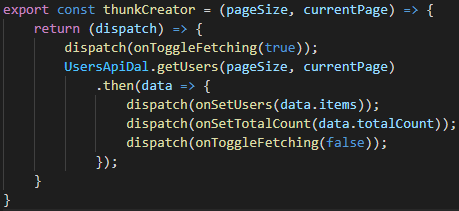 export const thunkCreator = (pageSize, currentPage) => {
    return (dispatch) => {
        dispatch(onToggleFetching(true));
        UsersApiDal.getUsers(pageSize, currentPage)
            .then(data => {
                dispatch(onSetUsers(data.items));
                dispatch(onSetTotalCount(data.totalCount));
                dispatch(onToggleFetching(false));
            });
    }
}